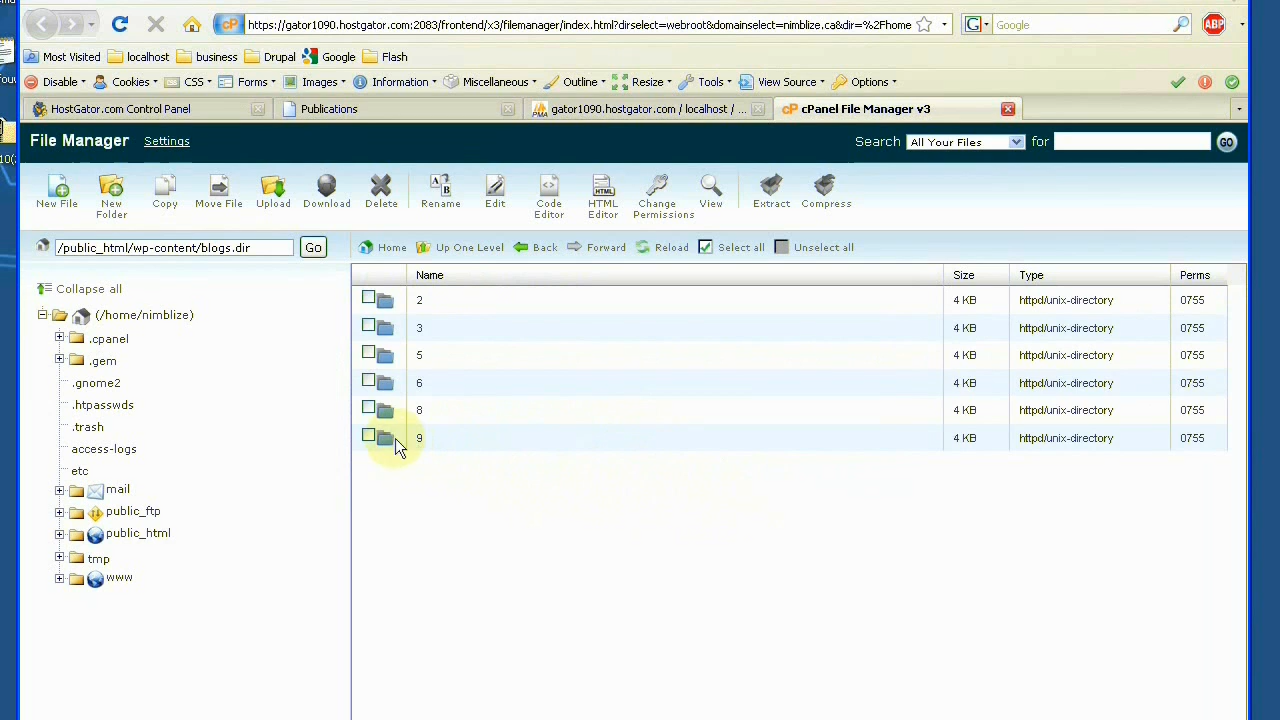 https://gator1090.hostgator.com:2083/frontend/x3/filemanager/index.html?dirselect=webroot&domainselect=nimblize.ca&dir=%2Fhome
Google
ABP
Most Visited localhost business Drupal Google Flash
Disable Cookies CSS Forms Images Information Miscellaneous Outline Resize Tools View Source Options
HostGator.com Control Panel Publications gator1090.hostgator.com / localhost / ... cPanel File Manager v3
File Manager Settings Search All Your Files for GO
New File New Folder Copy Move File Upload Download Delete Rename Edit Code Editor HTML Editor Change Permissions View Extract Compress
/public_html/wp-content/blogs.dir Go Home Up One Level Back Forward Reload Select all Unselect all
Name Size Type Perms
Collapse all
(/home/nimblize)
.cpanel
.gem
.gnome2
.htpasswds
.trash
access-logs
etc
mail
public_ftp
public_html
tmp
www
2 4 KB httpd/unix-directory 0755
3 4 KB httpd/unix-directory 0755
5 4 KB httpd/unix-directory 0755
6 4 KB httpd/unix-directory 0755
8 4 KB httpd/unix-directory 0755
9 4 KB httpd/unix-directory 0755